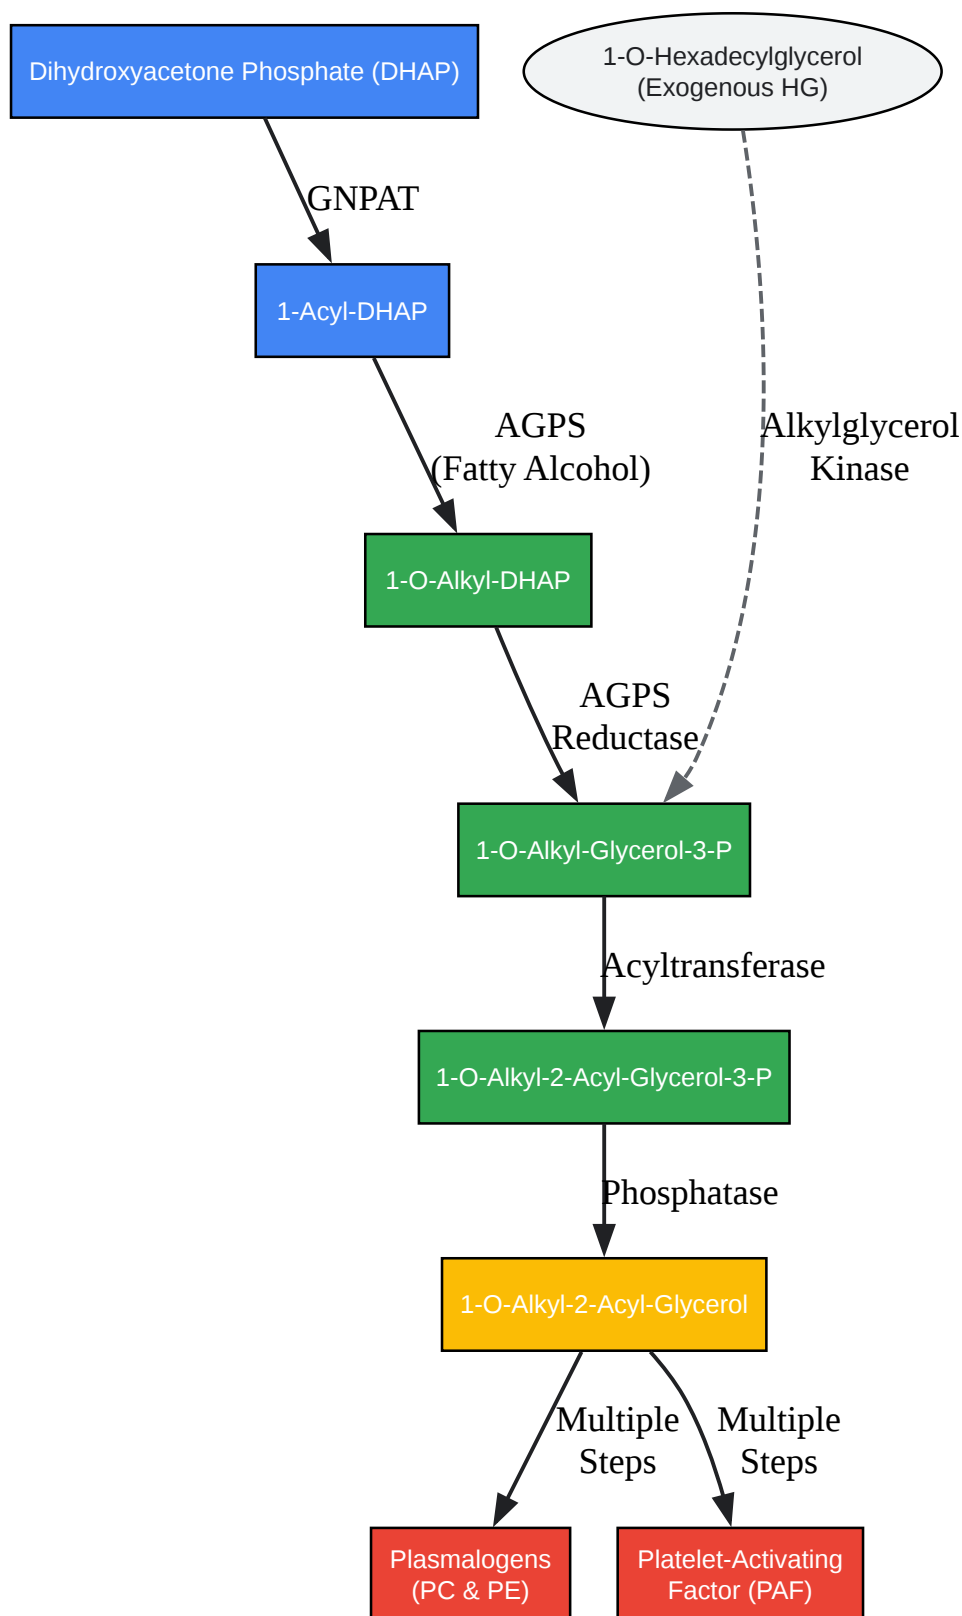 Dihydroxyacetone Phosphate (DHAP)
1-O-Hexadecylglycerol
(Exogenous HG)
GNPAT
1-Acyl-DHAP
AGPS
(Fatty Alcohol)
Alkylglycerol
Kinase
1-O-Alkyl-DHAP
AGPS
Reductase
1-O-Alkyl-Glycerol-3-P
Acyltransferase
1-O-Alkyl-2-Acyl-Glycerol-3-P
Phosphatase
1-O-Alkyl-2-Acyl-Glycerol
Multiple
Steps
Multiple
Steps
Plasmalogens
(PC & PE)
Platelet-Activating
Factor (PAF)